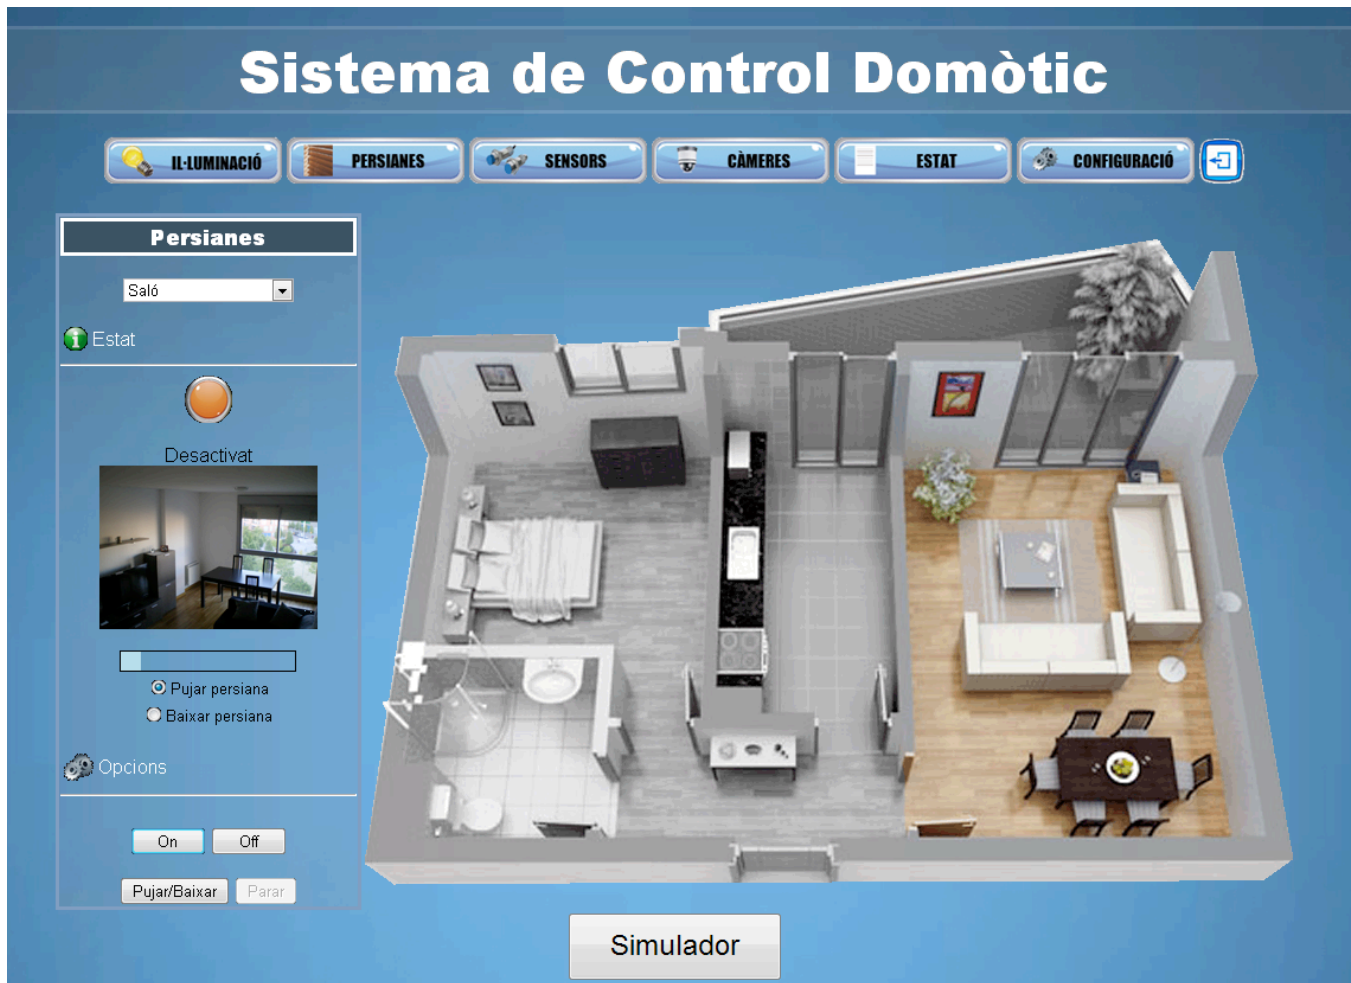 Sistema de Control Domòtic
IL·LUMINACIÓ
PERSIANES
SENSORS
CÀMERES
ESTAT
CONFIGURACIÓ
Persianes
Saló
Estat
Desactivat
Pujar persiana
Baixar persiana
Opcions
On
Off
Pujar/Baixar
Parar
Simulador